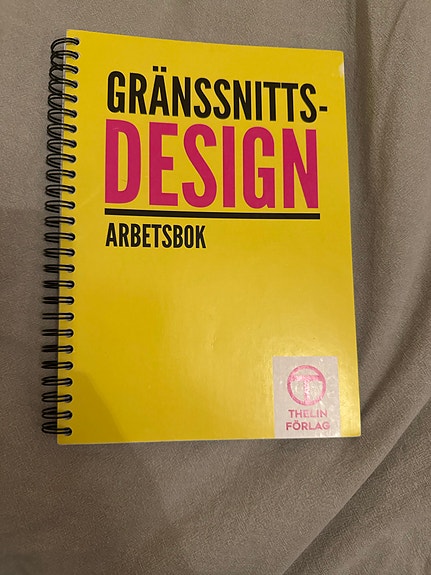 GRÄNSSNITTS-
DESIGN
ARBETSBOK
THELIN
FÖRLAG